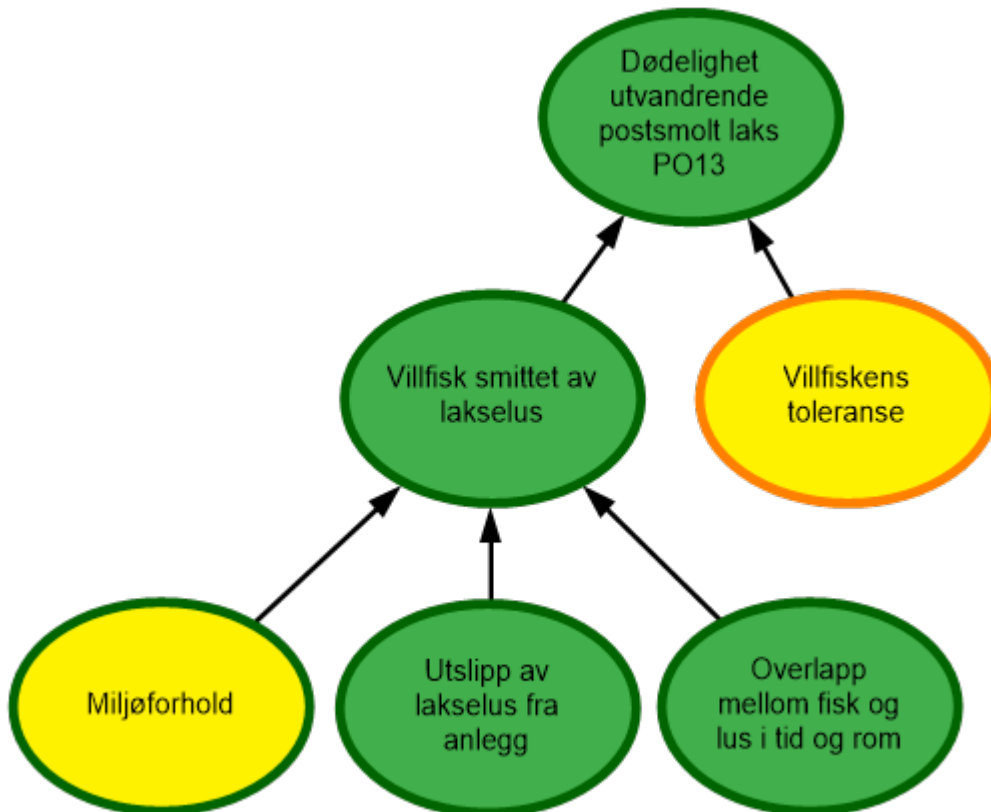 Dødelighet
utvandrende
postsmolt laks
PO13
Villfisk smittet av
lakselus
Villfiskens
toleranse
Miljøforhold
Utslipp av
lakselus fra
anlegg
Overlapp
mellom fisk og
lus i tid og rom